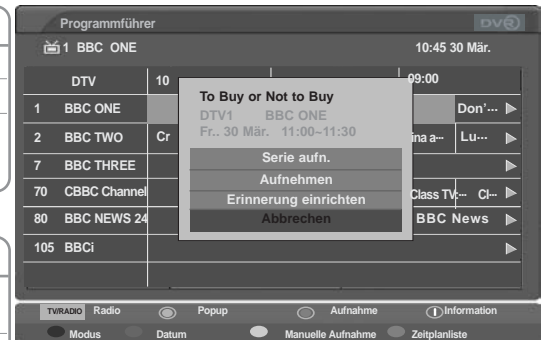 Programmführer DVR
1 BBC ONE 10:45 30 Mär.
DTV 10 09:00
1 BBC ONE Don'···
2 BBC TWO Cr ina a··· Lu···
7 BBC THREE
70 CBBC Channel Class TV:··· Cl···
80 BBC NEWS 24 BBC News
105 BBCi
To Buy or Not to Buy
DTV1 BBC ONE
Fr.. 30 Mär. 11:00~11:30
Serie aufn.
Aufnehmen
Erinnerung einrichten
Abbrechen
TV/RADIO Radio Popup Aufnahme Information
Modus Datum Manuelle Aufnahme Zeitplanliste